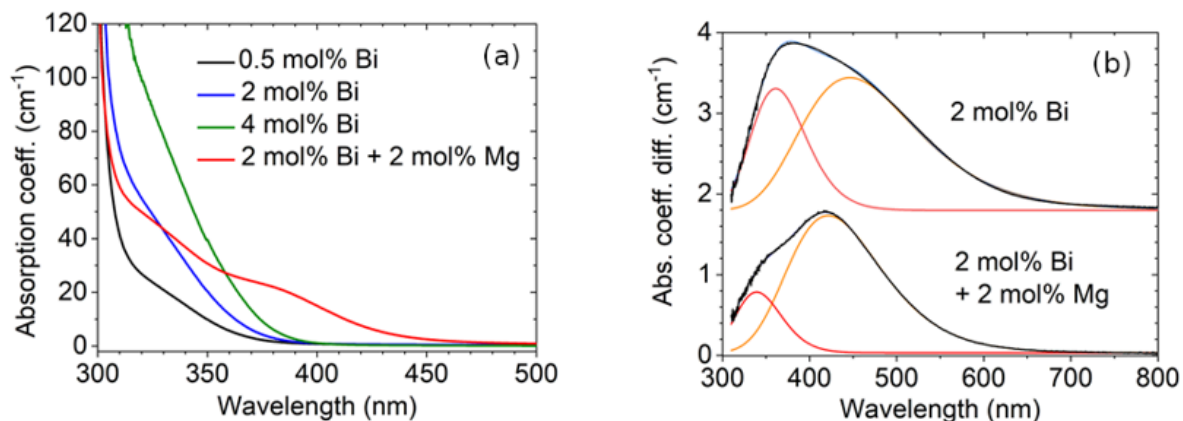 120
100
80
60
40
20
0
Absorption coeff. (cm⁻¹)
(a)
0.5 mol% Bi
2 mol% Bi
4 mol% Bi
2 mol% Bi + 2 mol% Mg
300 350 400 450 500
Wavelength (nm)
4
3
2
1
0
Abs. coeff. diff. (cm⁻¹)
(b)
2 mol% Bi
2 mol% Bi
+ 2 mol% Mg
300 400 500 600 700 800
Wavelength (nm)